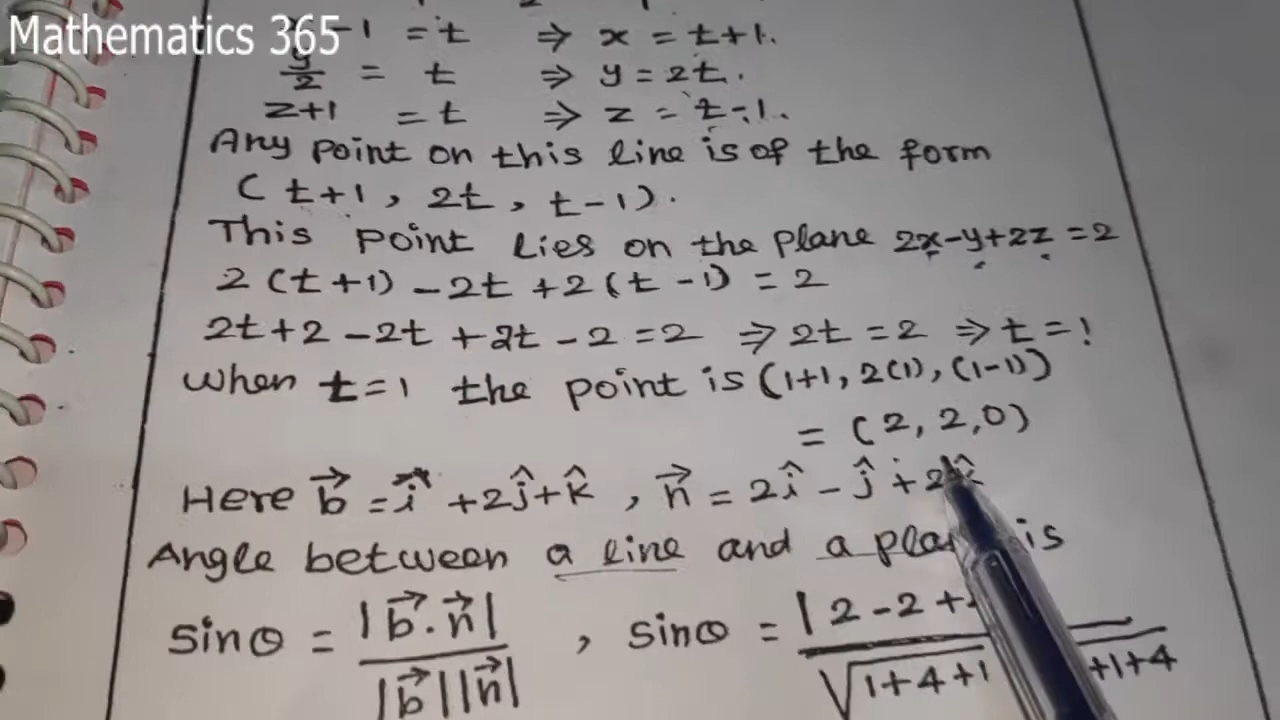 Mathematics 365
-1 = t ⇒ x = t+1.
y/2 = t ⇒ y = 2t.
z+1 = t ⇒ z = t-1.
Any point on this line is of the form
(t+1, 2t, t-1).
This point lies on the plane 2x-y+2z = 2
2(t+1) - 2t + 2(t-1) = 2
2t+2 - 2t + 2t - 2 = 2 ⇒ 2t = 2 ⇒ t = 1
When t=1 the point is (1+1, 2(1), (1-1))
= (2, 2, 0)
Here b⃗ = î + 2ĵ + k̂, n⃗ = 2î - ĵ + 2k̂
Angle between a line and a is
sinθ = |b⃗.n⃗| / |b⃗||n⃗| , sinθ = |2-2+ / √1+4+1 +1+4